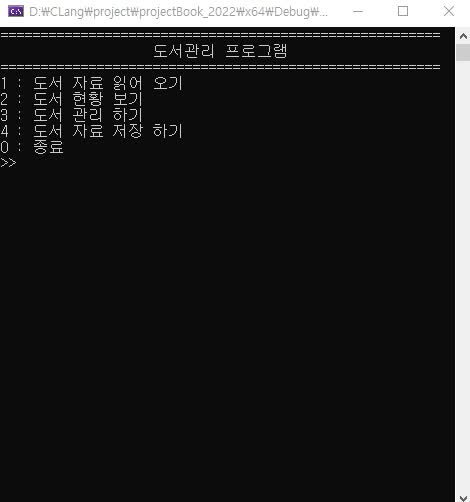 D:₩CLang₩project₩projectBook_2022₩x64₩Debug₩...
============================================
도서관리 프로그램
============================================
1 : 도서 자료 읽어 오기
2 : 도서 현황 보기
3 : 도서 관리 하기
4 : 도서 자료 저장 하기
0 : 종료
>>